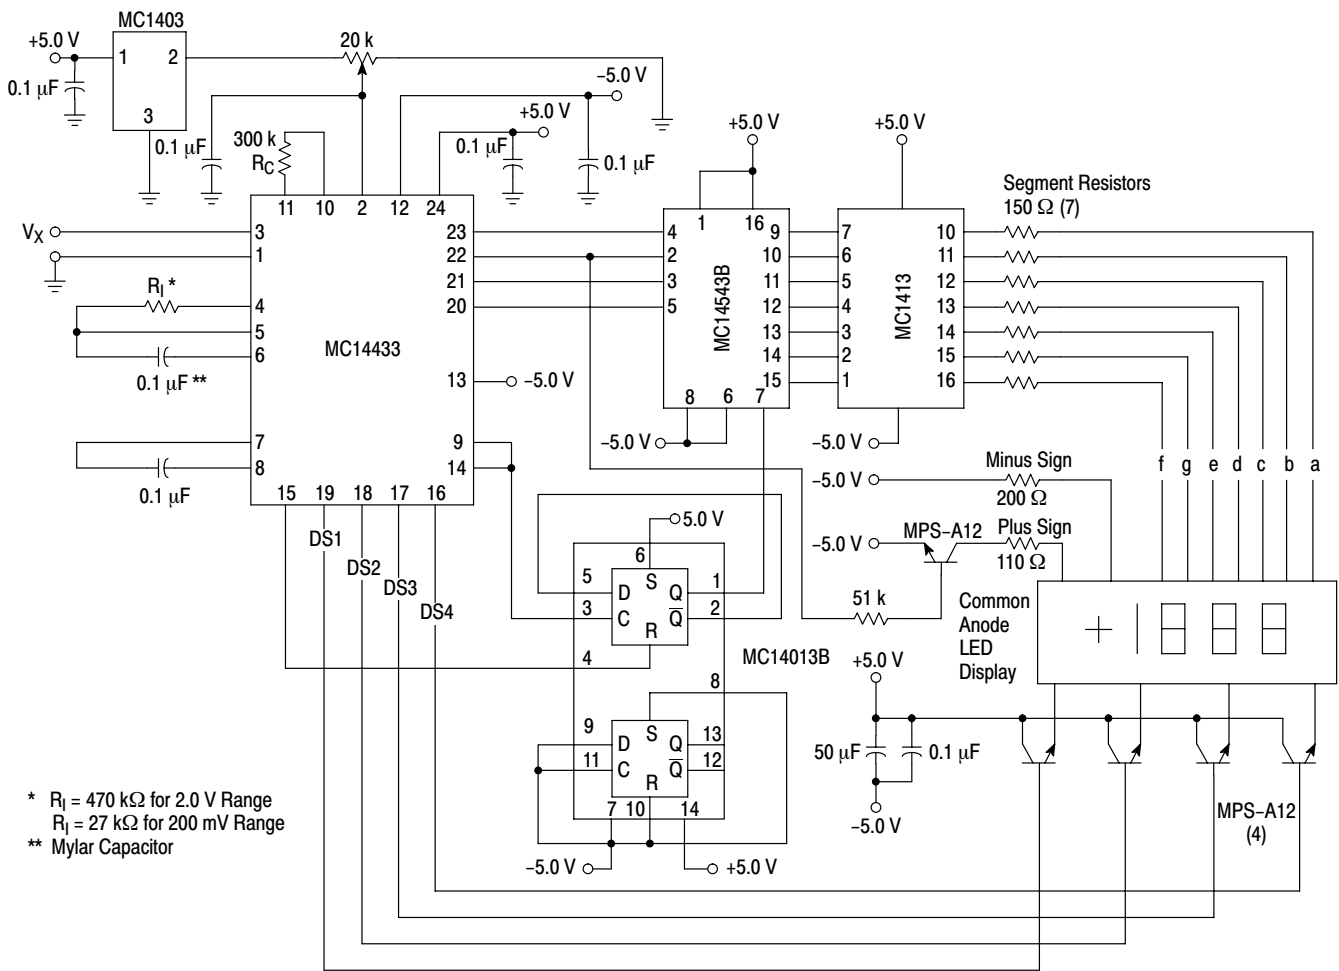 MC1403
+5.0 V
1 2
3
0.1 µF
20 k
0.1 µF
300 k
RC
−5.0 V
+5.0 V
0.1 µF
0.1 µF
11 10 2 12 24
VX
3
1
RI *
4
5
6
0.1 µF **
7
8
0.1 µF
MC14433
23
22
21
20
13
−5.0 V
9
14
15 19 18 17 16
DS1
DS2
DS3
DS4
+5.0 V
1 16
4
2
3
5
MC14543B
9
10
11
12
13
14
15
8 6 7
−5.0 V
+5.0 V
7
6
5
4
3
2
1
MC1413
10
11
12
13
14
15
16
−5.0 V
Segment Resistors
150 Ω (7)
f g e d c b a
Minus Sign
−5.0 V
200 Ω
MPS−A12
Plus Sign
−5.0 V
110 Ω
51 k
Common
Anode
LED
Display
5.0 V
6
5 D S Q 1
3 C Q 2
R
4
MC14013B
8
9 D S Q 13
11 C Q 12
R
7 10 14
−5.0 V
+5.0 V
+5.0 V
50 µF
0.1 µF
−5.0 V
MPS−A12
(4)
* RI = 470 kΩ for 2.0 V Range
RI = 27 kΩ for 200 mV Range
** Mylar Capacitor